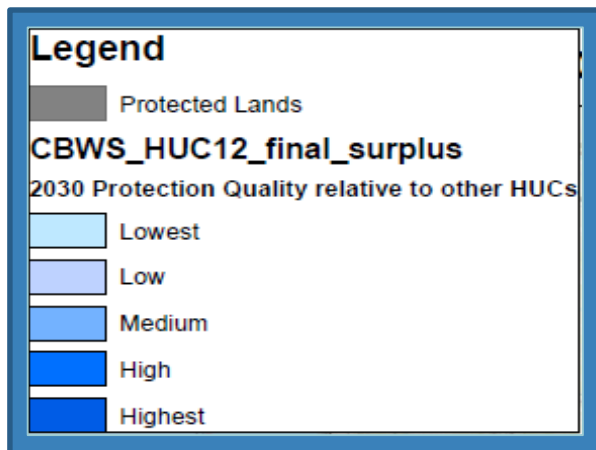 Legend
Protected Lands
CBWS_HUC12_final_surplus
2030 Protection Quality relative to other HUCs
Lowest
Low
Medium
High
Highest